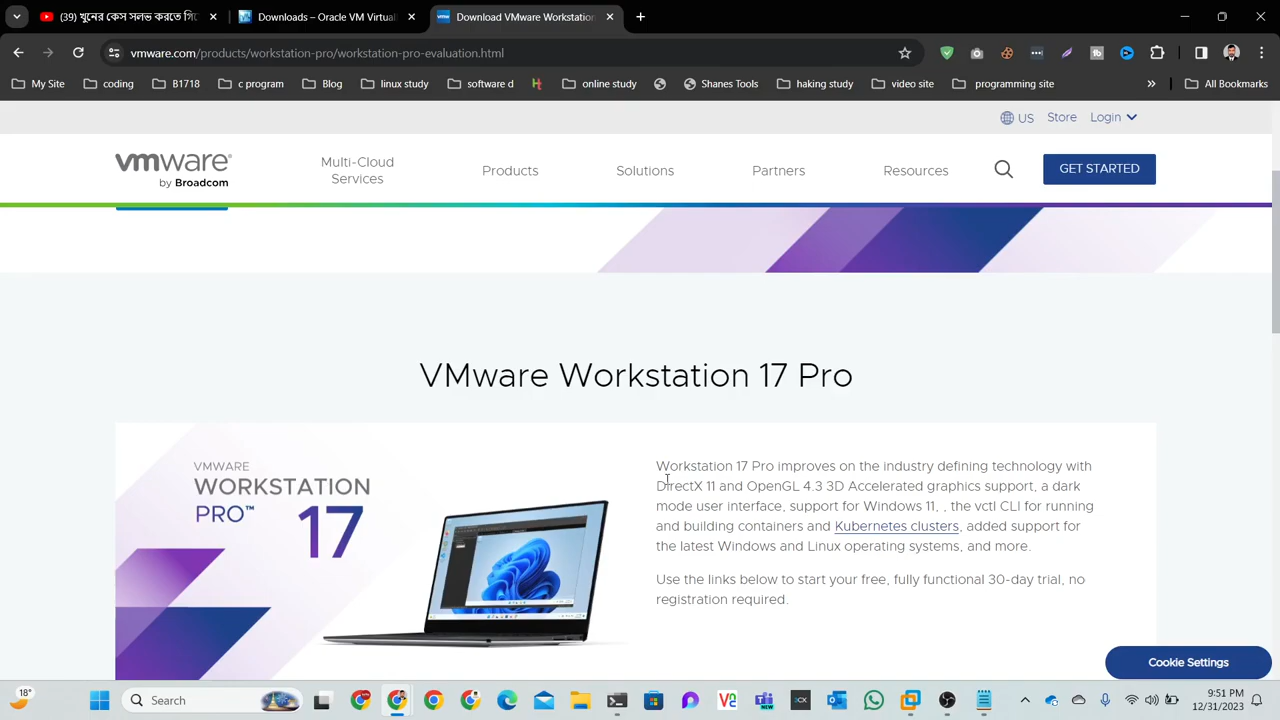 (39) খুনের কেস সলভ করতে গি
Downloads – Oracle VM Virtual
Download VMware Workstation
vmware.com/products/workstation-pro/workstation-pro-evaluation.html
My Site
coding
B1718
c program
Blog
linux study
software d
online study
Shanes Tools
haking study
video site
programming site
»
All Bookmarks
US
Store
Login
vmware®
by Broadcom
Multi-Cloud
Services
Products
Solutions
Partners
Resources
GET STARTED
VMware Workstation 17 Pro
VMWARE
WORKSTATION
PRO™ 17
Workstation 17 Pro improves on the industry defining technology with
DirectX 11 and OpenGL 4.3 3D Accelerated graphics support, a dark
mode user interface, support for Windows 11, , the vctl CLI for running
and building containers and Kubernetes clusters, added support for
the latest Windows and Linux operating systems, and more.
Use the links below to start your free, fully functional 30-day trial, no
registration required.
Cookie Settings
18°
Search
9:51 PM
12/31/2023